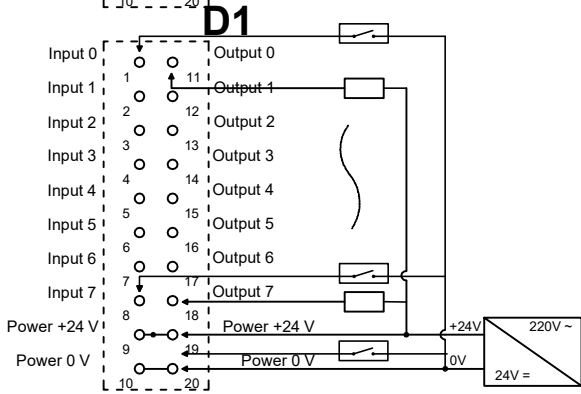 10 20
D1
Input 0 Output 0
1 11
Input 1 Output 1
2 12
Input 2 Output 2
3 13
Input 3 Output 3
4 14
Input 4 Output 4
5 15
Input 5 Output 5
6 16
Input 6 Output 6
7 17
Input 7 Output 7
8 18
Power +24 V Power +24 V +24V 220V ~
9 19
Power 0 V Power 0 V 0V
24V =
10 20